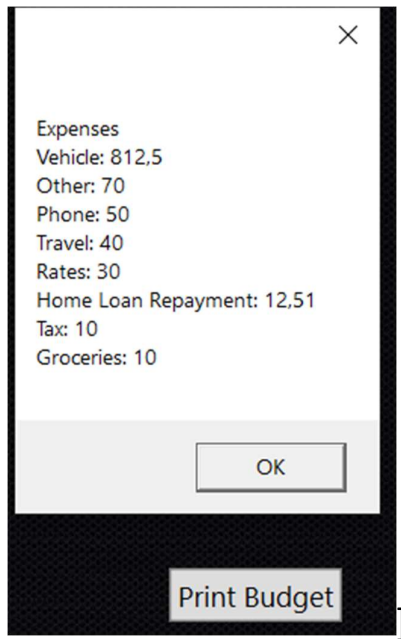 Expenses
Vehicle: 812,5
Other: 70
Phone: 50
Travel: 40
Rates: 30
Home Loan Repayment: 12,51
Tax: 10
Groceries: 10
OK
Print Budget